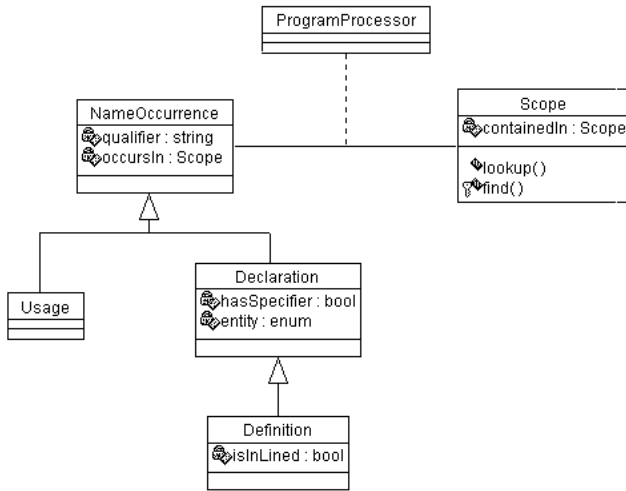 ProgramProcessor
NameOccurrence
qualifier : string
occursIn : Scope
Scope
containedIn : Scope
lookup()
find()
Usage
Declaration
hasSpecifier : bool
entity : enum
Definition
isInLined : bool